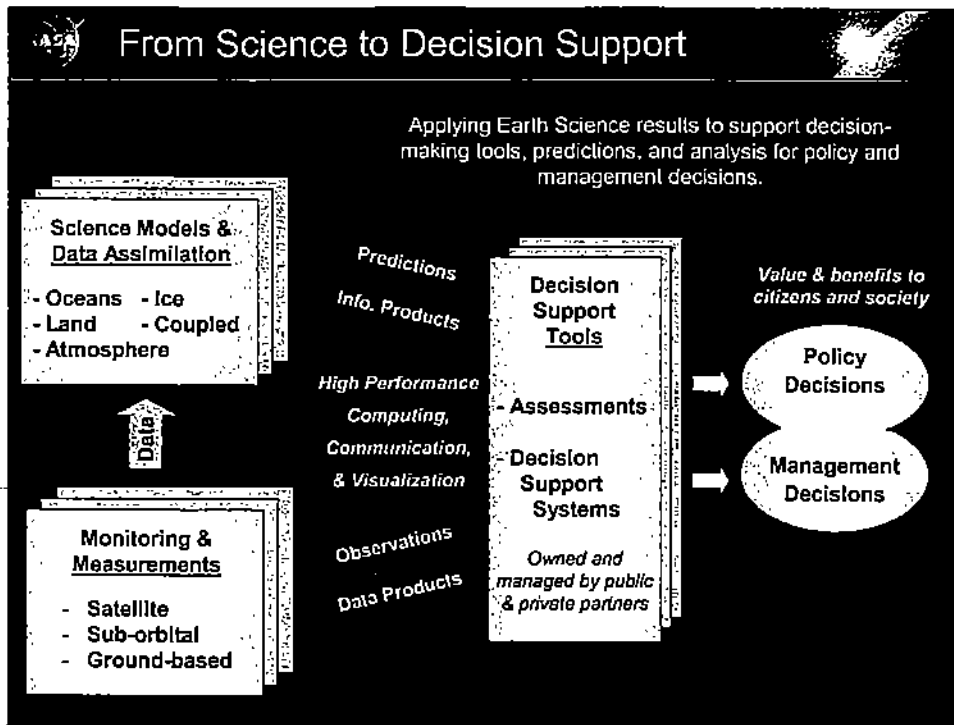 NASA
From Science to Decision Support
Applying Earth Science results to support decision-
making tools, predictions, and analysis for policy and
management decisions.
Science Models &
Data Assimilation
- Oceans - Ice
- Land - Coupled
- Atmosphere
Data
Monitoring &
Measurements
- Satellite
- Sub-orbital
- Ground-based
Predictions
Info. Products
High Performance
Computing,
Communication,
& Visualization
Observations
Data Products
Decision
Support
Tools
- Assessments
- Decision
Support
Systems
Owned and
managed by public
& private partners
Value & benefits to
citizens and society
Policy
Decisions
Management
Decisions